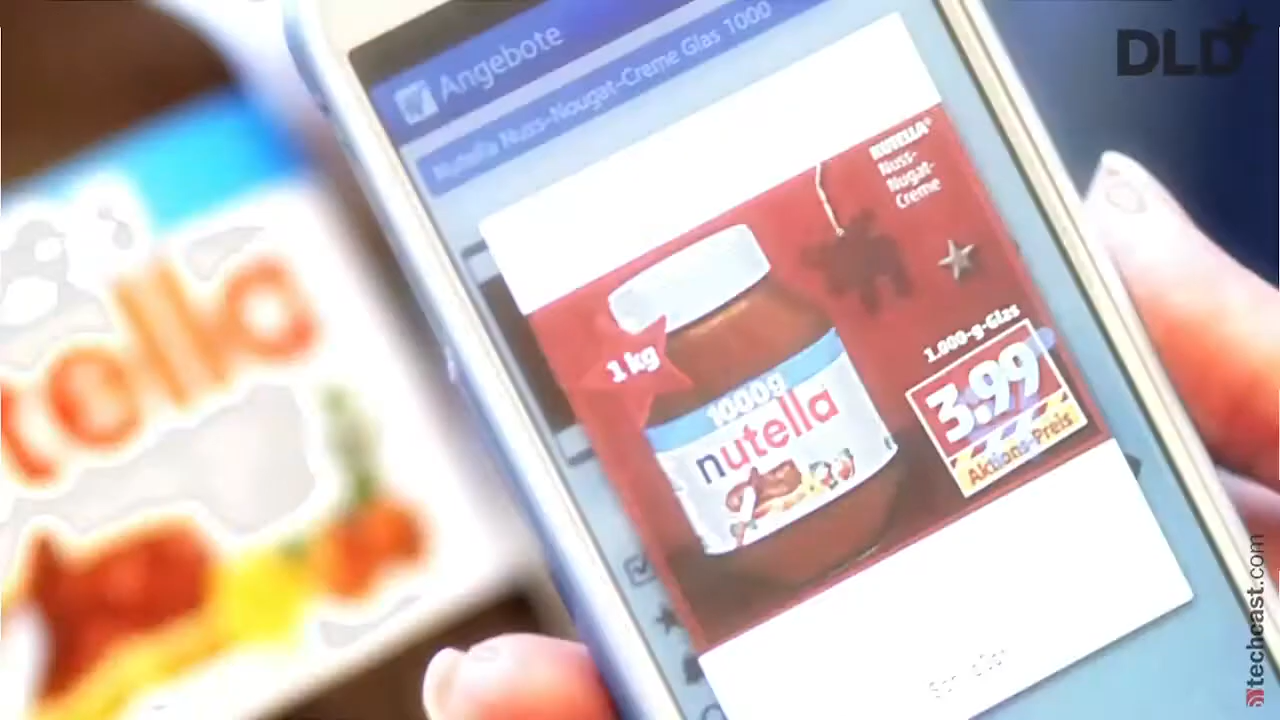 DLD
Angebote
Nutella Nuss-Nougat-Creme Glas 1000
NUTELLA®
Nuss-
Nugat-
Creme
1 kg
1000g
nutella
1.000-g-Glas
3.99
Aktions-Preis
techcast.com